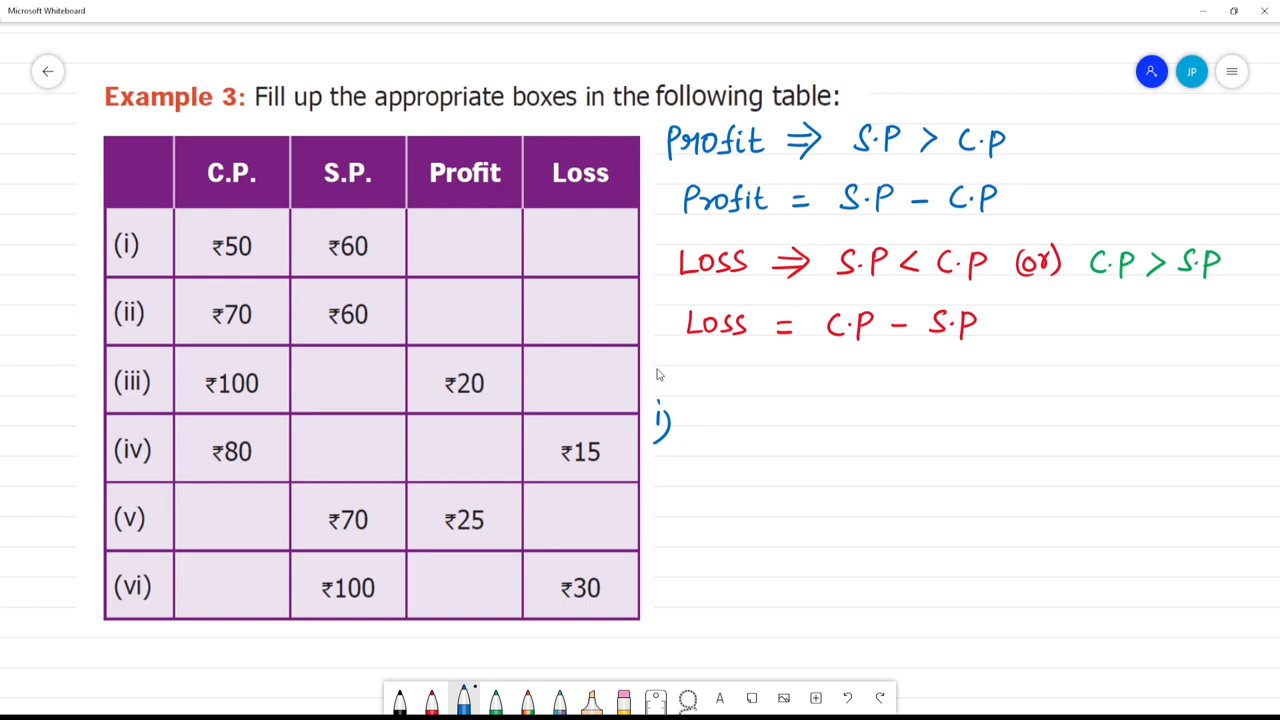 Microsoft Whiteboard
JP
Example 3: Fill up the appropriate boxes in the following table:
C.P. S.P. Profit Loss
(i) ₹50 ₹60
(ii) ₹70 ₹60
(iii) ₹100 ₹20
(iv) ₹80 ₹15
(v) ₹70 ₹25
(vi) ₹100 ₹30
Profit ⇒ S.P > C.P
Profit = S.P - C.P
Loss ⇒ S.P < C.P (or) C.P > S.P
Loss = C.P - S.P
i)
A